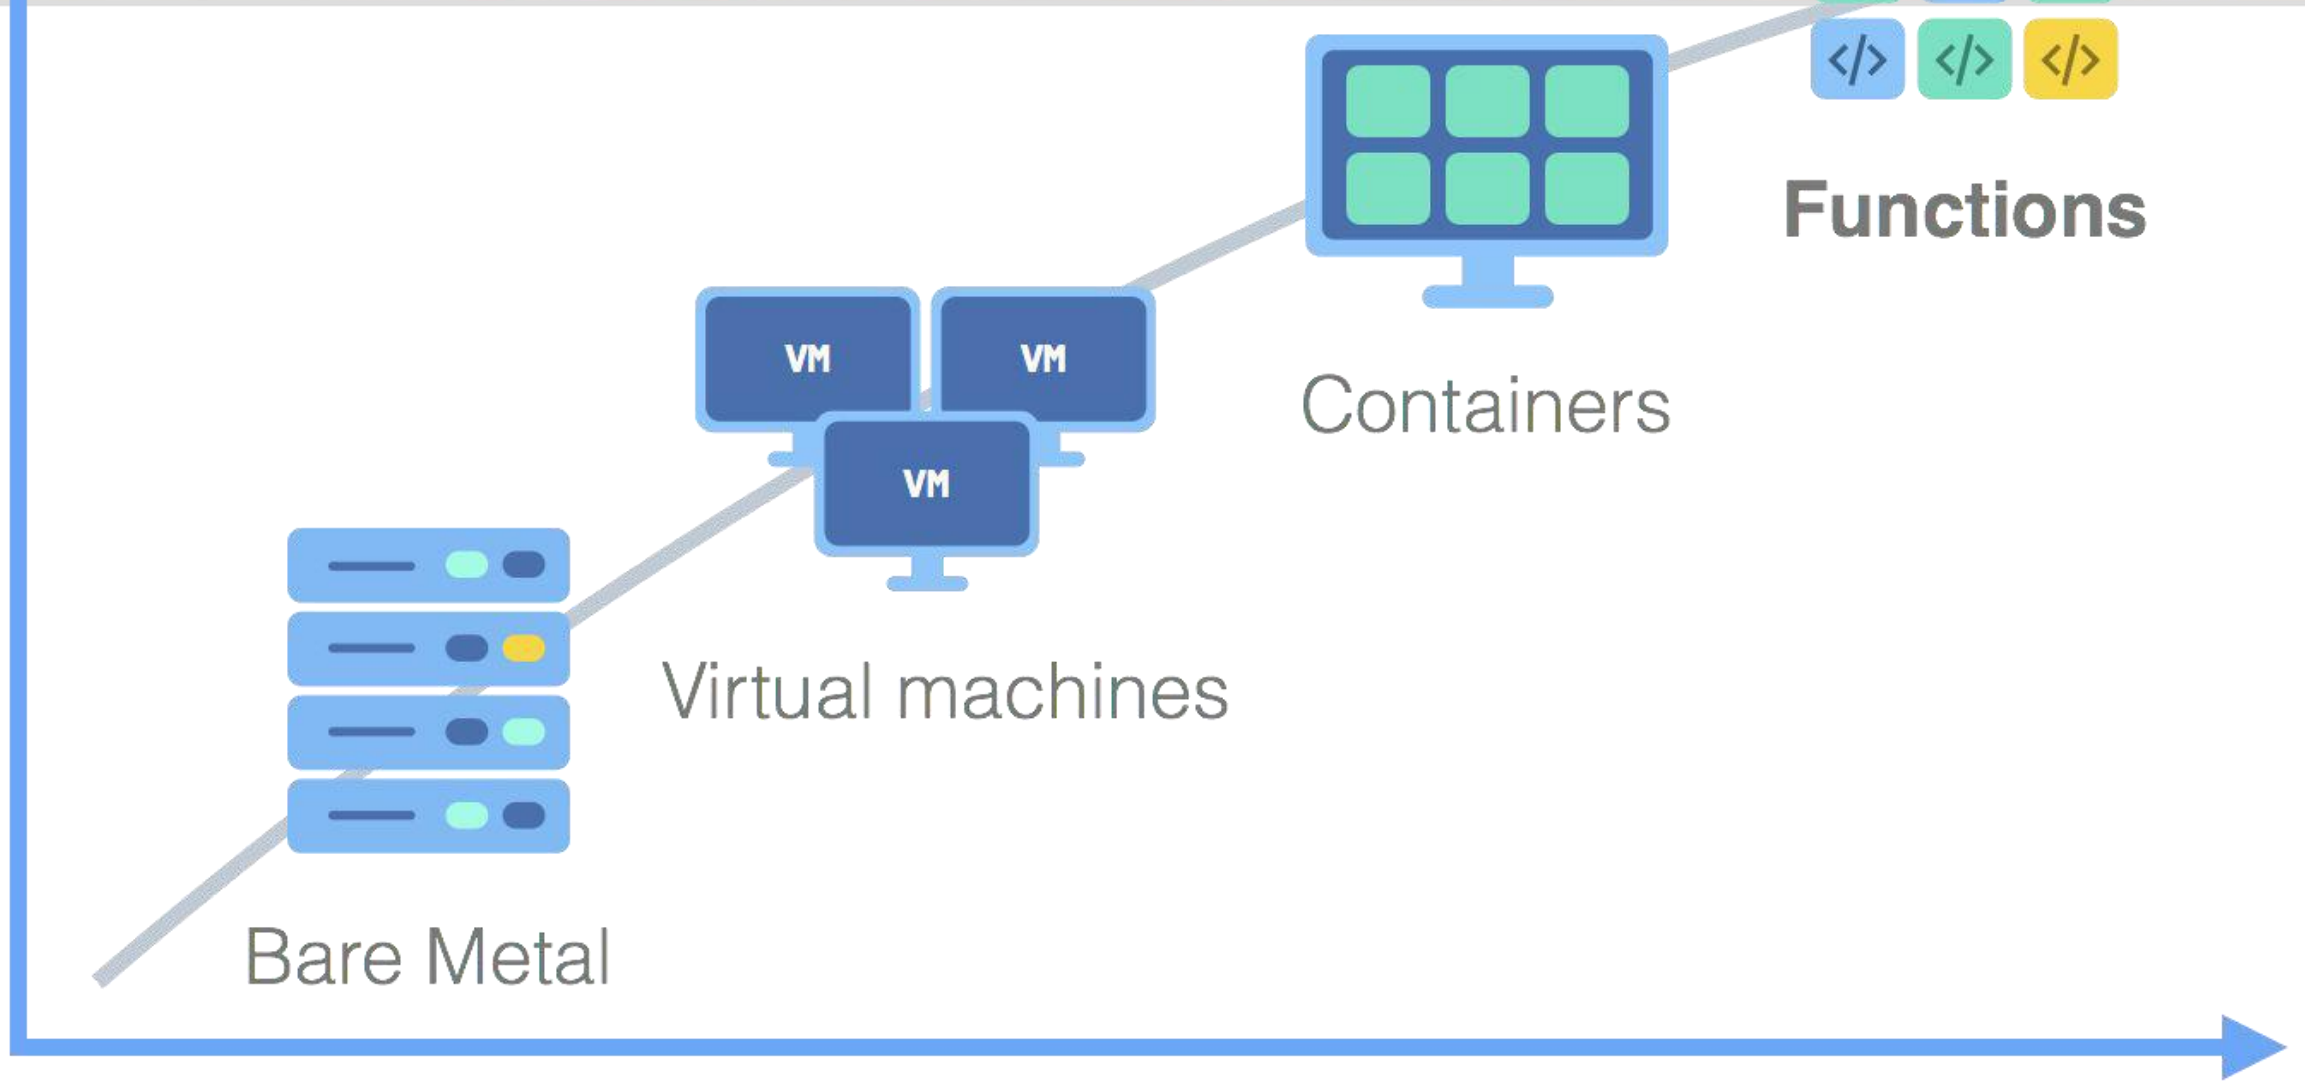 </> </> </>
Functions
Containers
VM VM
VM
Virtual machines
Bare Metal